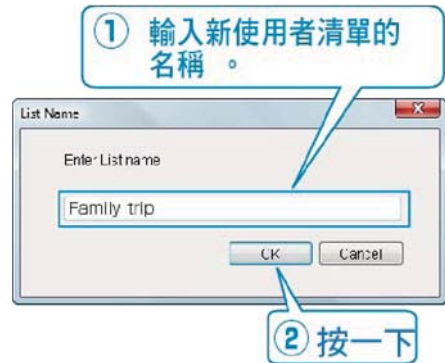 ① 輸入新使用者清單的
名稱 。
List Name
Enter List name
Family trip
OK Cancel
② 按一下